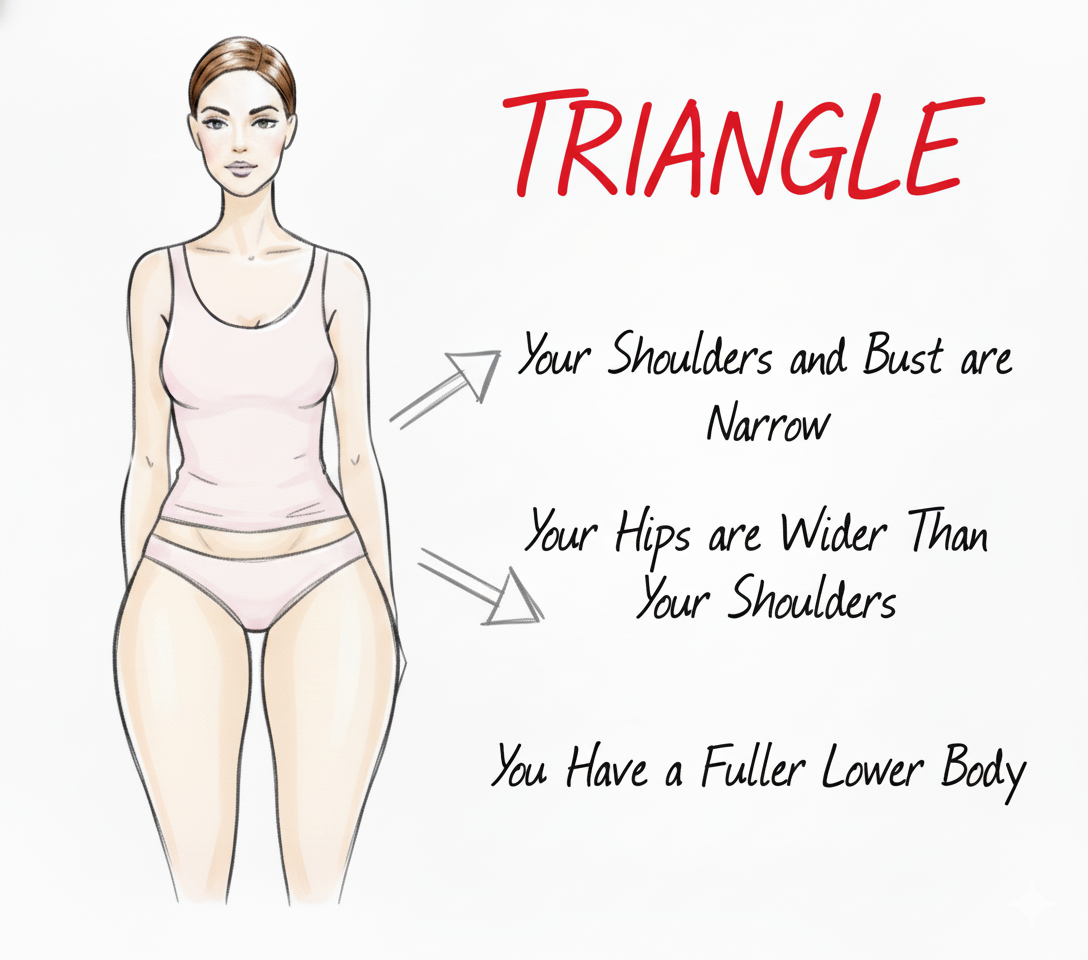 TRIANGLE
Your Shoulders and Bust are
Narrow
Your Hips are Wider Than
Your Shoulders
You Have a Fuller Lower Body